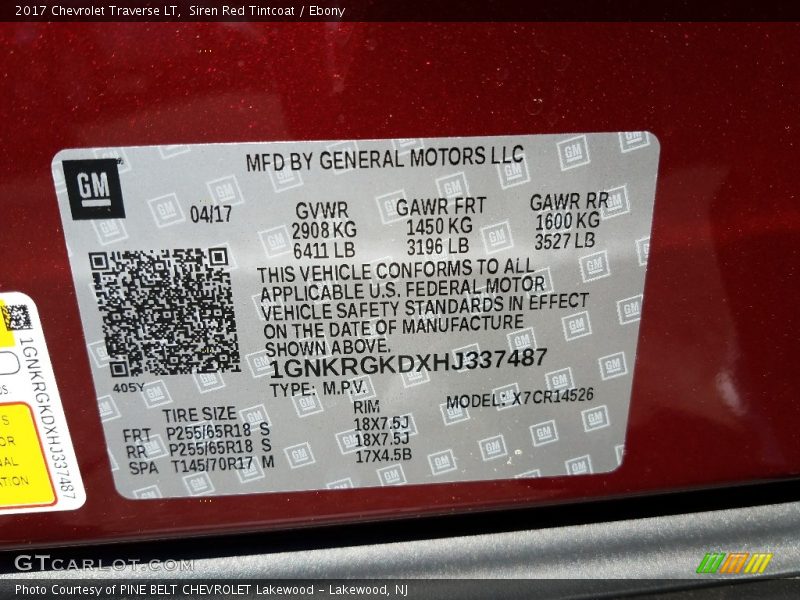 2017 Chevrolet Traverse LT, Siren Red Tintcoat / Ebony
MFD BY GENERAL MOTORS LLC
GM
04/17
GVWR GAWR FRT GAWR RR
2908 KG 1450 KG 1600 KG
6411 LB 3196 LB 3527 LB
THIS VEHICLE CONFORMS TO ALL
APPLICABLE U.S. FEDERAL MOTOR
VEHICLE SAFETY STANDARDS IN EFFECT
ON THE DATE OF MANUFACTURE
SHOWN ABOVE.
1GNKRGKDXHJ337487
TYPE: M.P.V. MODEL: X7CR14526
405Y
TIRE SIZE RIM
FRT P255/65R18 S 18X7.5J
RR P255/65R18 S 18X7.5J
SPA T145/70R17 M 17X4.5B
1GNKRGKDXHJ337487
GTCARLOT.COM
Photo Courtesy of PINE BELT CHEVROLET Lakewood - Lakewood, NJ